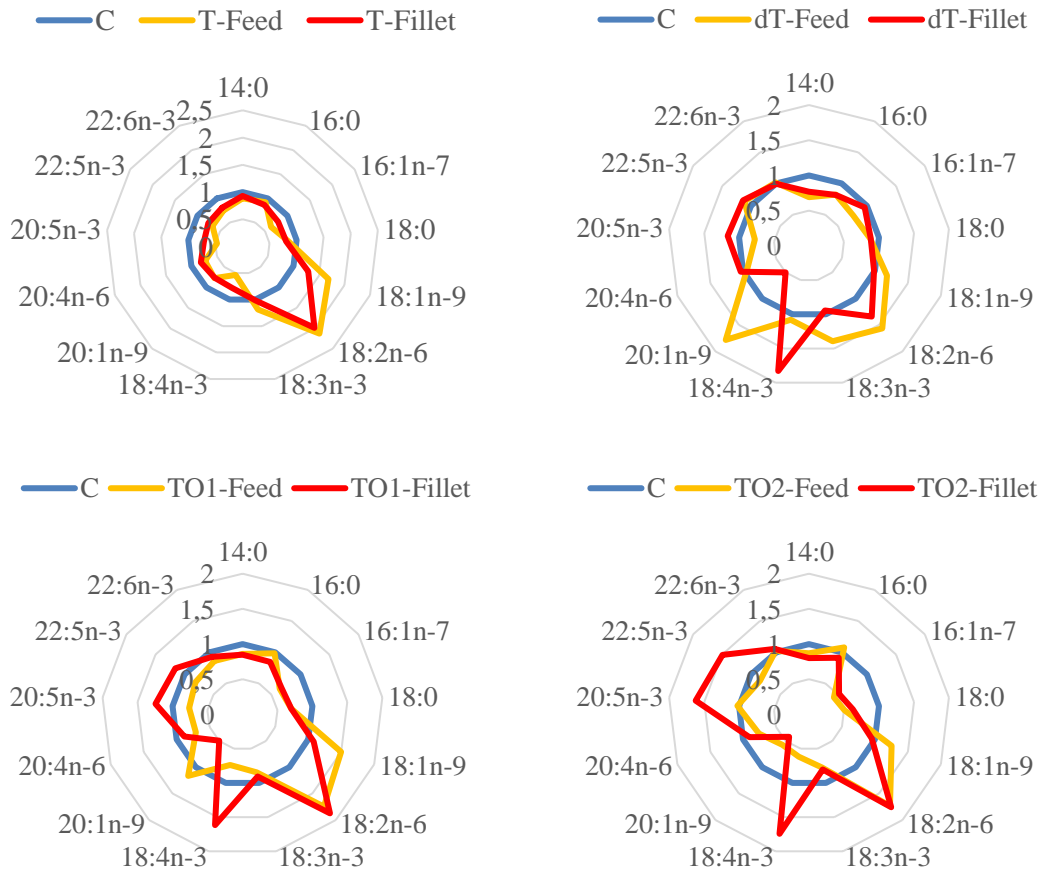 C T-Feed T-Fillet
14:0
16:0
16:1n-7
18:0
18:1n-9
18:2n-6
18:3n-3
18:4n-3
20:1n-9
20:4n-6
20:5n-3
22:5n-3
22:6n-3
2,5
2
1,5
1
0,5
0
C dT-Feed dT-Fillet
14:0
16:0
16:1n-7
18:0
18:1n-9
18:2n-6
18:3n-3
18:4n-3
20:1n-9
20:4n-6
20:5n-3
22:5n-3
22:6n-3
2
1,5
1
0,5
0
C TO1-Feed TO1-Fillet
14:0
16:0
16:1n-7
18:0
18:1n-9
18:2n-6
18:3n-3
18:4n-3
20:1n-9
20:4n-6
20:5n-3
22:5n-3
22:6n-3
2
1,5
1
0,5
0
C TO2-Feed TO2-Fillet
14:0
16:0
16:1n-7
18:0
18:1n-9
18:2n-6
18:3n-3
18:4n-3
20:1n-9
20:4n-6
20:5n-3
22:5n-3
22:6n-3
2
1,5
1
0,5
0